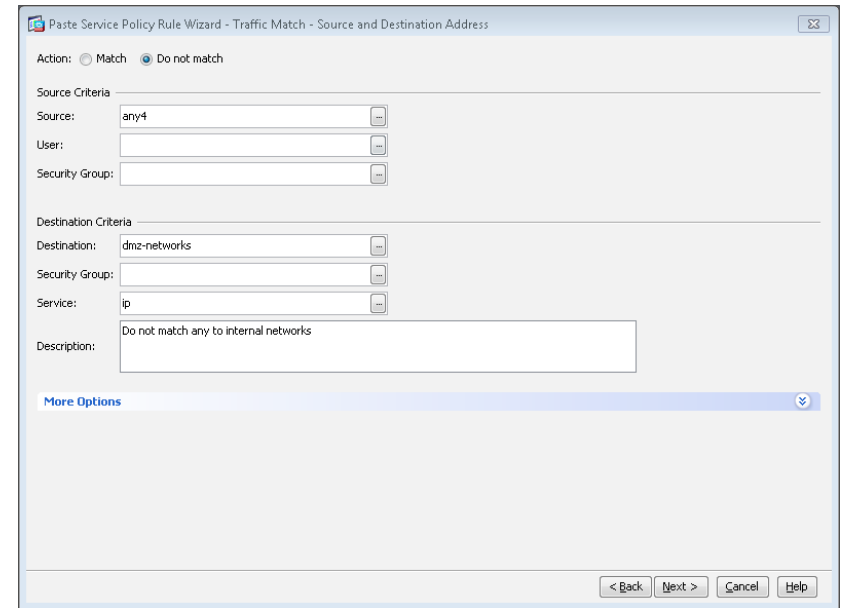 Paste Service Policy Rule Wizard - Traffic Match - Source and Destination Address
Action: Match Do not match
Source Criteria
Source: any4 ...
User: ...
Security Group: ...
Destination Criteria
Destination: dmz-networks ...
Security Group: ...
Service: ip ...
Description: Do not match any to internal networks
More Options
< Back Next > Cancel Help